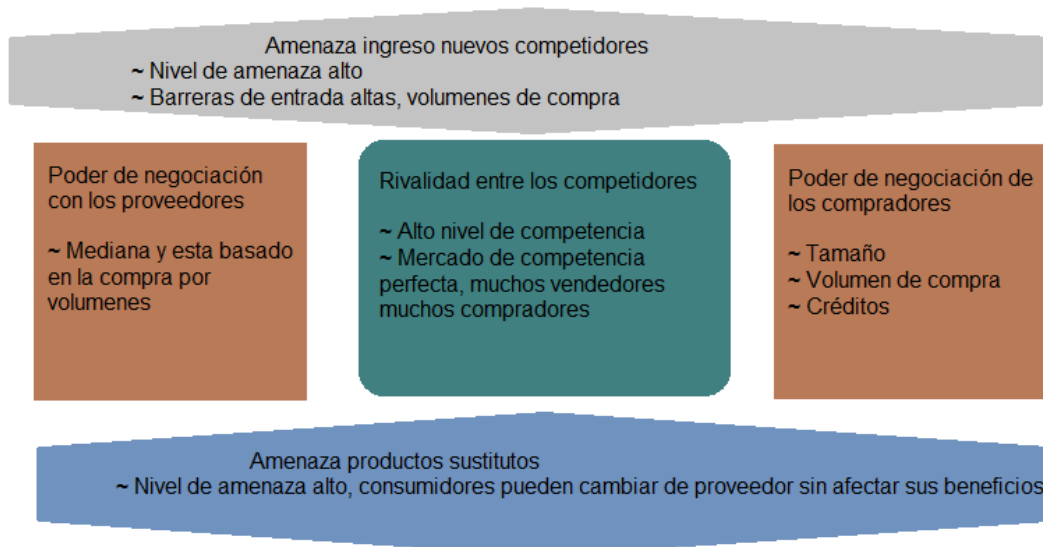 Amenaza ingreso nuevos competidores
~ Nivel de amenaza alto
~ Barreras de entrada altas, volumenes de compra
Poder de negociación
con los proveedores
~ Mediana y esta basado
en la compra por
volumenes
Rivalidad entre los competidores
~ Alto nivel de competencia
~ Mercado de competencia
perfecta, muchos vendedores
muchos compradores
Poder de negociación de
los compradores
~ Tamaño
~ Volumen de compra
~ Créditos
Amenaza productos sustitutos
~ Nivel de amenaza alto, consumidores pueden cambiar de proveedor sin afectar sus beneficios